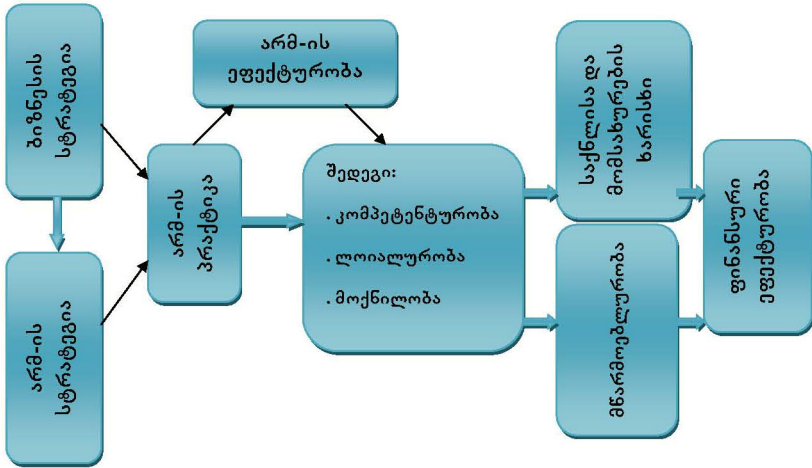 ბიზნესის
სტრატეგია
არმ-ის
სტრატეგია
არმ-ის
პრაქტიკა
არმ-ის
ეფექტურობა
შედეგი:
. კომპეტენტურობა
. ლოიალურობა
. მოქნილობა
საქნლისა და
მომსახურების
ხარისხი
მწარმოებლურობა
ფინანსური
ეფექტურობა